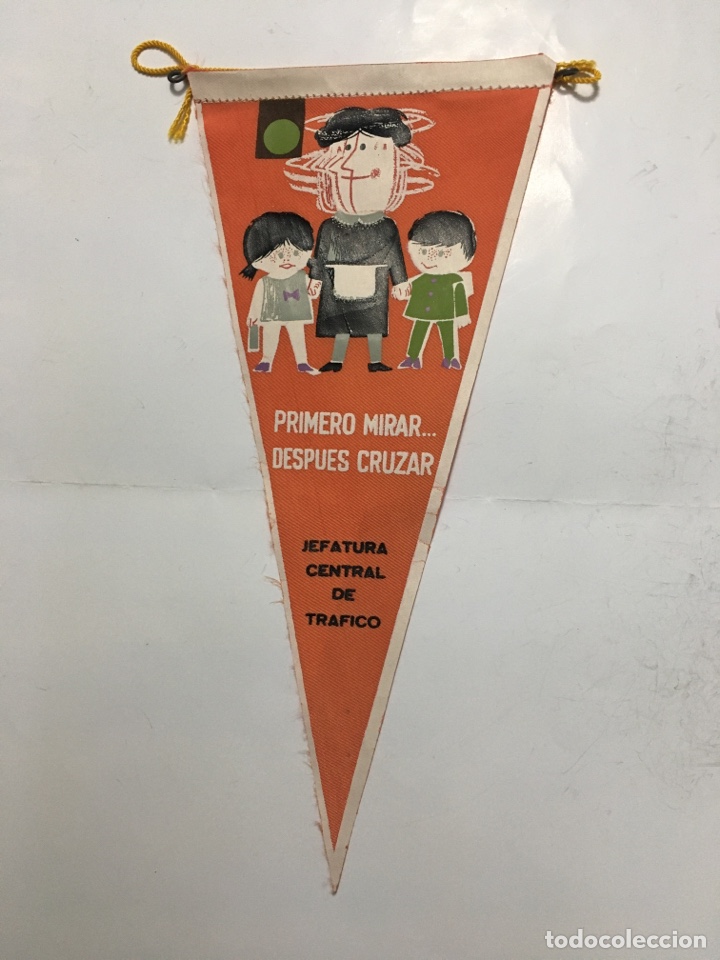 PRIMERO MIRAR...
DESPUES CRUZAR
JEFATURA
CENTRAL
DE
TRAFICO
todocoleccion